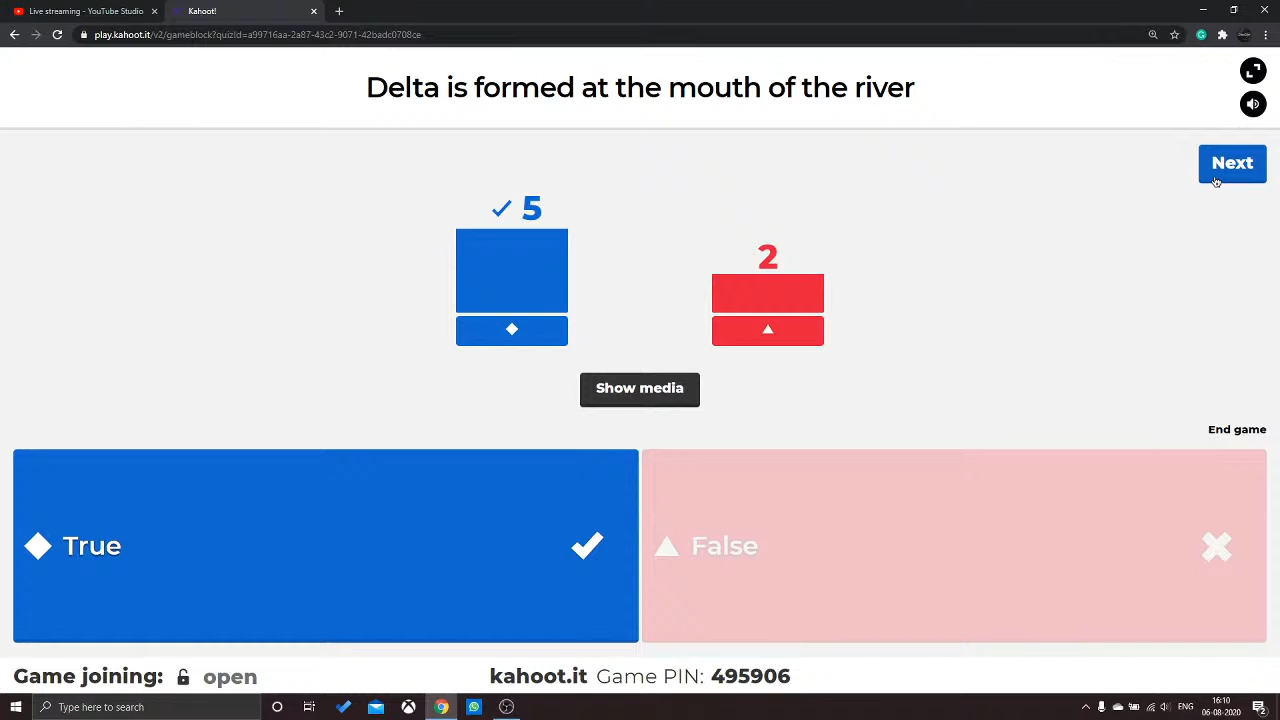 Live streaming - YouTube Studio
Kahoot!
play.kahoot.it/v2/gameblock?quizId=a99716aa-2a87-43c2-9071-42badc0708ce
Delta is formed at the mouth of the river
Next
5
2
Show media
End game
True
False
Game joining: open
kahoot.it Game PIN: 495906
Type here to search
ENG
16:10
06-08-2020
2